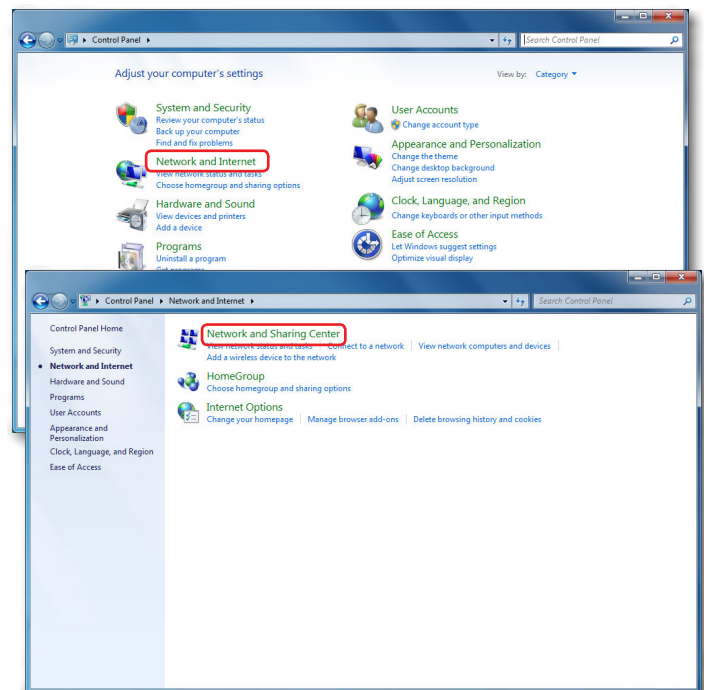 Control Panel
Search Control Panel
Adjust your computer's settings
View by: Category
System and Security
Review your computer's status
Back up your computer
Find and fix problems
Network and Internet
View network status and tasks
Choose homegroup and sharing options
Hardware and Sound
View devices and printers
Add a device
Programs
Uninstall a program
Get programs
User Accounts
Change account type
Appearance and Personalization
Change the theme
Change desktop background
Adjust screen resolution
Clock, Language, and Region
Change keyboards or other input methods
Ease of Access
Let Windows suggest settings
Optimize visual display
Control Panel Network and Internet
Search Control Panel
Control Panel Home
System and Security
Network and Internet
Hardware and Sound
Programs
User Accounts
Appearance and
Personalization
Clock, Language, and Region
Ease of Access
Network and Sharing Center
View network status and tasks Connect to a network View network computers and devices
Add a wireless device to the network
HomeGroup
Choose homegroup and sharing options
Internet Options
Change your homepage Manage browser add-ons Delete browsing history and cookies